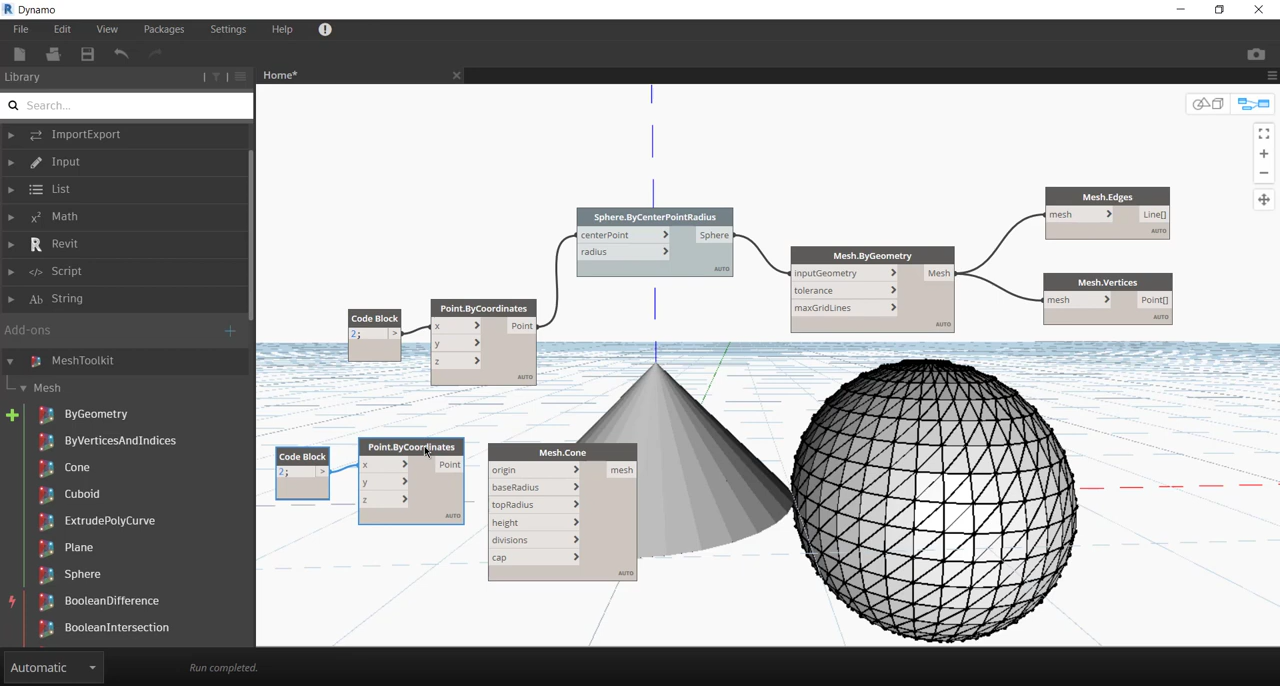 Dynamo
File Edit View Packages Settings Help
Library
Home*
Search...
ImportExport
Input
List
Math
Revit
Script
String
Add-ons
MeshToolkit
Mesh
ByGeometry
ByVerticesAndIndices
Cone
Cuboid
ExtrudePolyCurve
Plane
Sphere
BooleanDifference
BooleanIntersection
Automatic
Run completed.
Code Block
2; >
Point.ByCoordinates
x > Point
y >
z >
AUTO
Sphere.ByCenterPointRadius
centerPoint > Sphere
radius >
AUTO
Mesh.ByGeometry
inputGeometry > Mesh
tolerance >
maxGridLines >
AUTO
Mesh.Edges
mesh > Line[]
AUTO
Mesh.Vertices
mesh > Point[]
AUTO
Code Block
2; >
Point.ByCoordinates
x > Point
y >
z >
AUTO
Mesh.Cone
origin > mesh
baseRadius >
topRadius >
height >
divisions >
cap >
AUTO